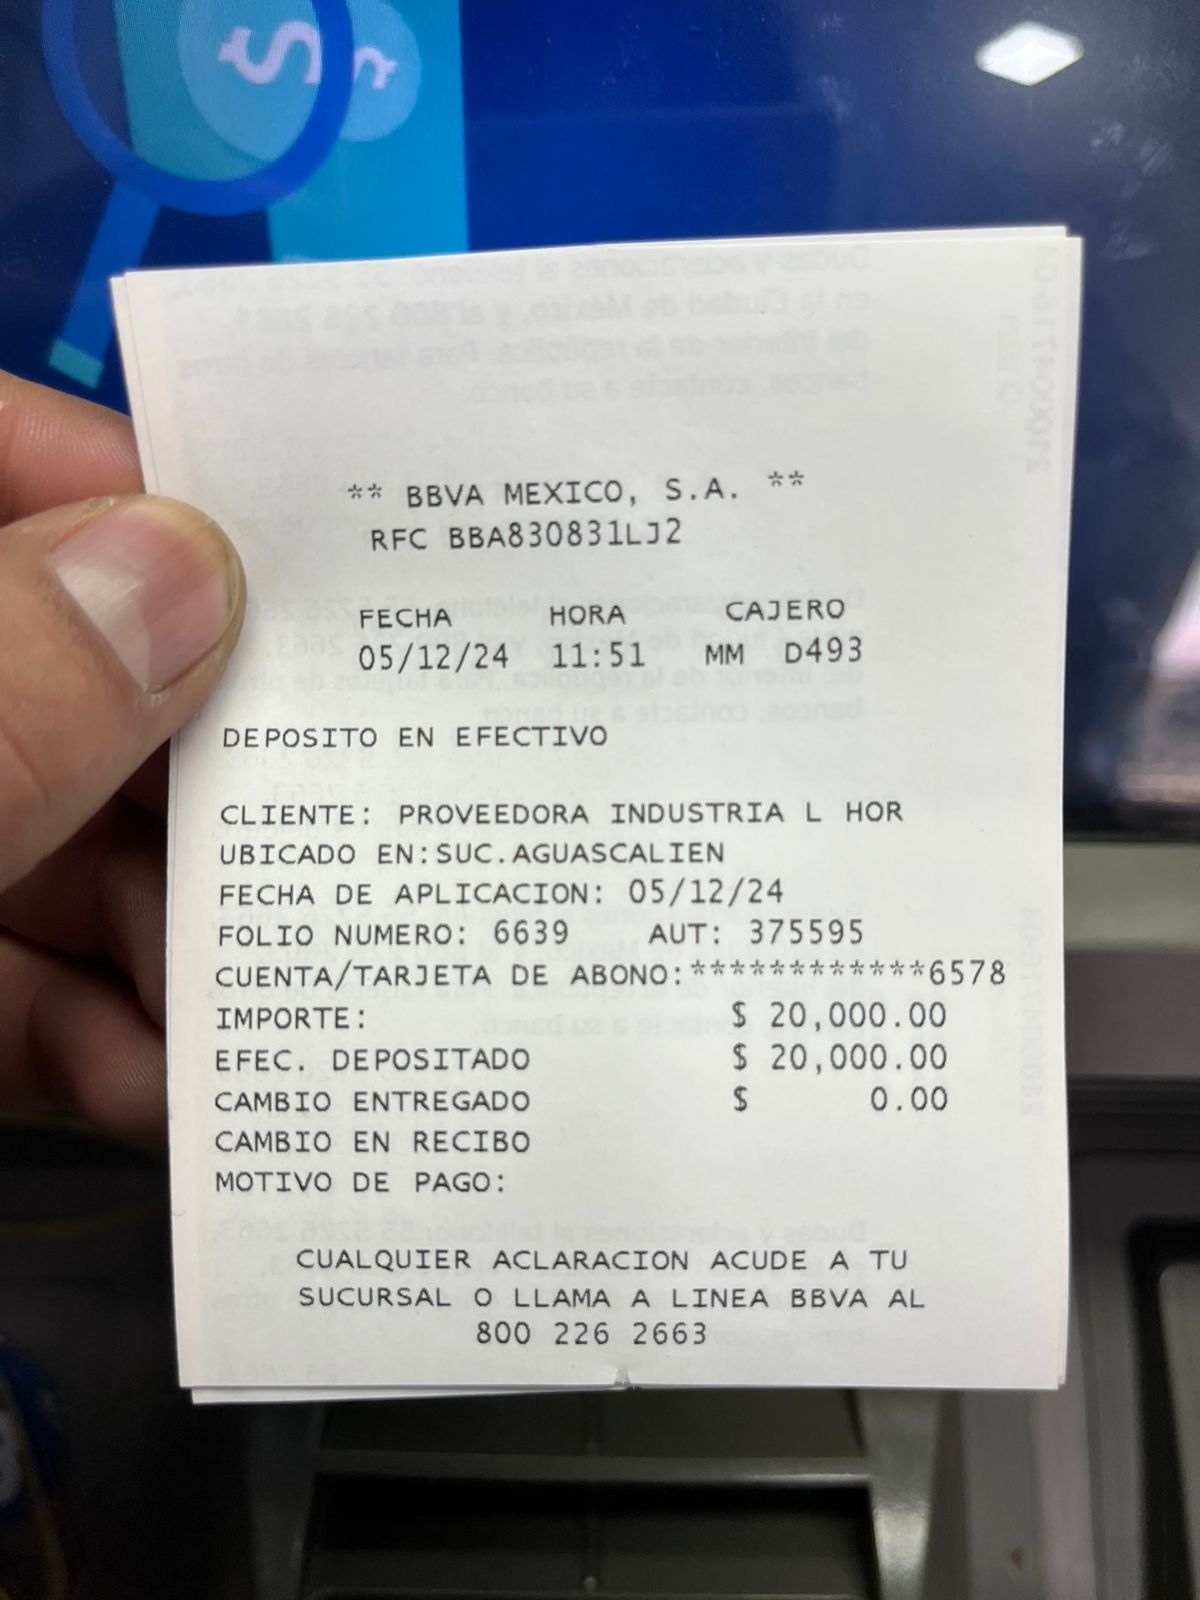 ** BBVA MEXICO, S.A. **
RFC BBA830831LJ2
FECHA HORA CAJERO
05/12/24 11:51 MM D493
DEPOSITO EN EFECTIVO
CLIENTE: PROVEEDORA INDUSTRIA L HOR
UBICADO EN:SUC.AGUASCALIEN
FECHA DE APLICACION: 05/12/24
FOLIO NUMERO: 6639 AUT: 375595
CUENTA/TARJETA DE ABONO:************6578
IMPORTE: $ 20,000.00
EFEC. DEPOSITADO $ 20,000.00
CAMBIO ENTREGADO $ 0.00
CAMBIO EN RECIBO
MOTIVO DE PAGO:
CUALQUIER ACLARACION ACUDE A TU
SUCURSAL O LLAMA A LINEA BBVA AL
800 226 2663